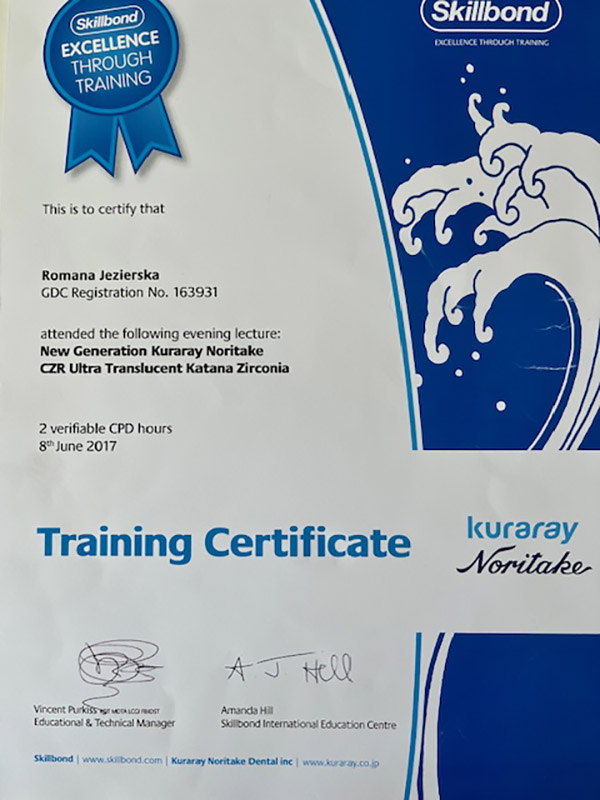 Skillbond
EXCELLENCE
THROUGH
TRAINING
Skillbond
EXCELLENCE THROUGH TRAINING
This is to certify that
Romana Jezierska
GDC Registration No. 163931
attended the following evening lecture:
New Generation Kuraray Noritake
CZR Ultra Translucent Katana Zirconia
2 verifiable CPD hours
8th June 2017
Training Certificate
kuraray
Noritake
A J Hill
Vincent Purkiss
Educational & Technical Manager
Amanda Hill
Skillbond International Education Centre
Skillbond | www.skillbond.com | Kuraray Noritake Dental inc | www.kuraray.co.jp